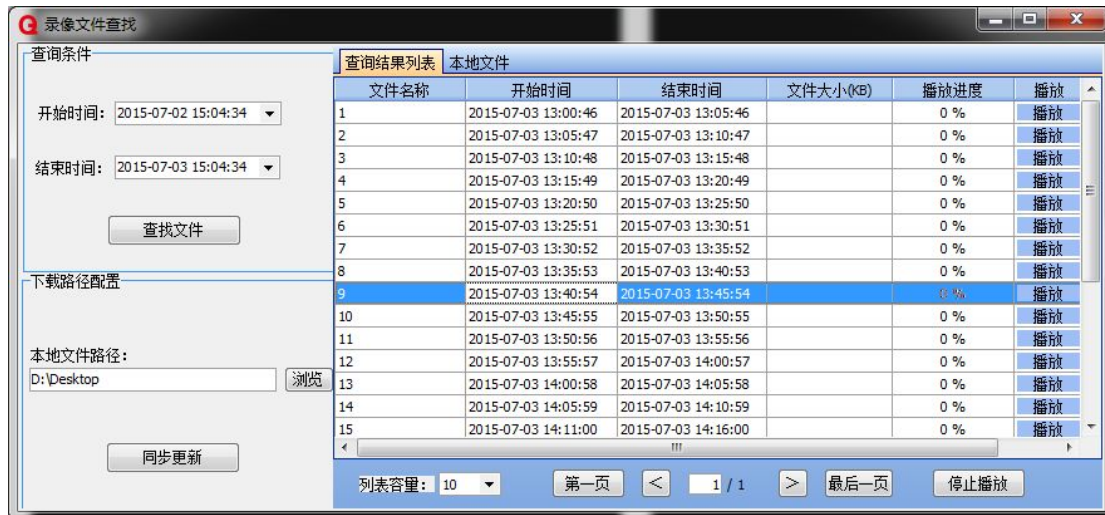 录像文件查找
查询条件
开始时间： 2015-07-02 15:04:34
结束时间： 2015-07-03 15:04:34
查找文件
下载路径配置
本地文件路径：
D:\Desktop 浏览
同步更新
查询结果列表 本地文件
文件名称 开始时间 结束时间 文件大小(KB) 播放进度 播放
1 2015-07-03 13:00:46 2015-07-03 13:05:46 0 % 播放
2 2015-07-03 13:05:47 2015-07-03 13:10:47 0 % 播放
3 2015-07-03 13:10:48 2015-07-03 13:15:48 0 % 播放
4 2015-07-03 13:15:49 2015-07-03 13:20:49 0 % 播放
5 2015-07-03 13:20:50 2015-07-03 13:25:50 0 % 播放
6 2015-07-03 13:25:51 2015-07-03 13:30:51 0 % 播放
7 2015-07-03 13:30:52 2015-07-03 13:35:52 0 % 播放
8 2015-07-03 13:35:53 2015-07-03 13:40:53 0 % 播放
9 2015-07-03 13:40:54 2015-07-03 13:45:54 0 % 播放
10 2015-07-03 13:45:55 2015-07-03 13:50:55 0 % 播放
11 2015-07-03 13:50:56 2015-07-03 13:55:56 0 % 播放
12 2015-07-03 13:55:57 2015-07-03 14:00:57 0 % 播放
13 2015-07-03 14:00:58 2015-07-03 14:05:58 0 % 播放
14 2015-07-03 14:05:59 2015-07-03 14:10:59 0 % 播放
15 2015-07-03 14:11:00 2015-07-03 14:16:00 0 % 播放
列表容量： 10 第一页 < 1 / 1 > 最后一页 停止播放